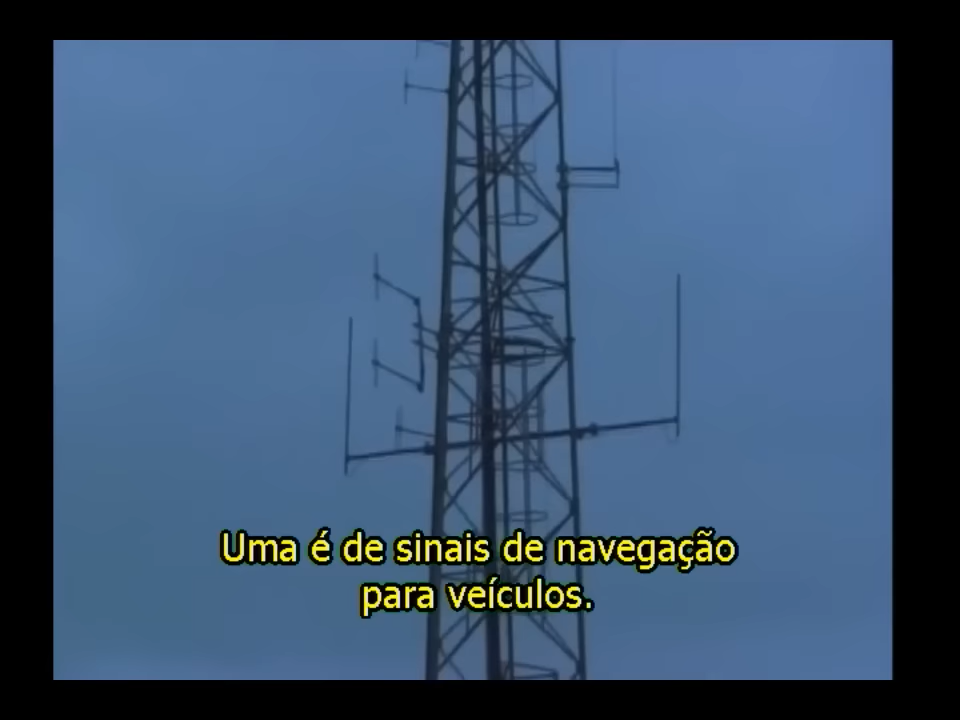 Uma é de sinais de navegação
para veículos.